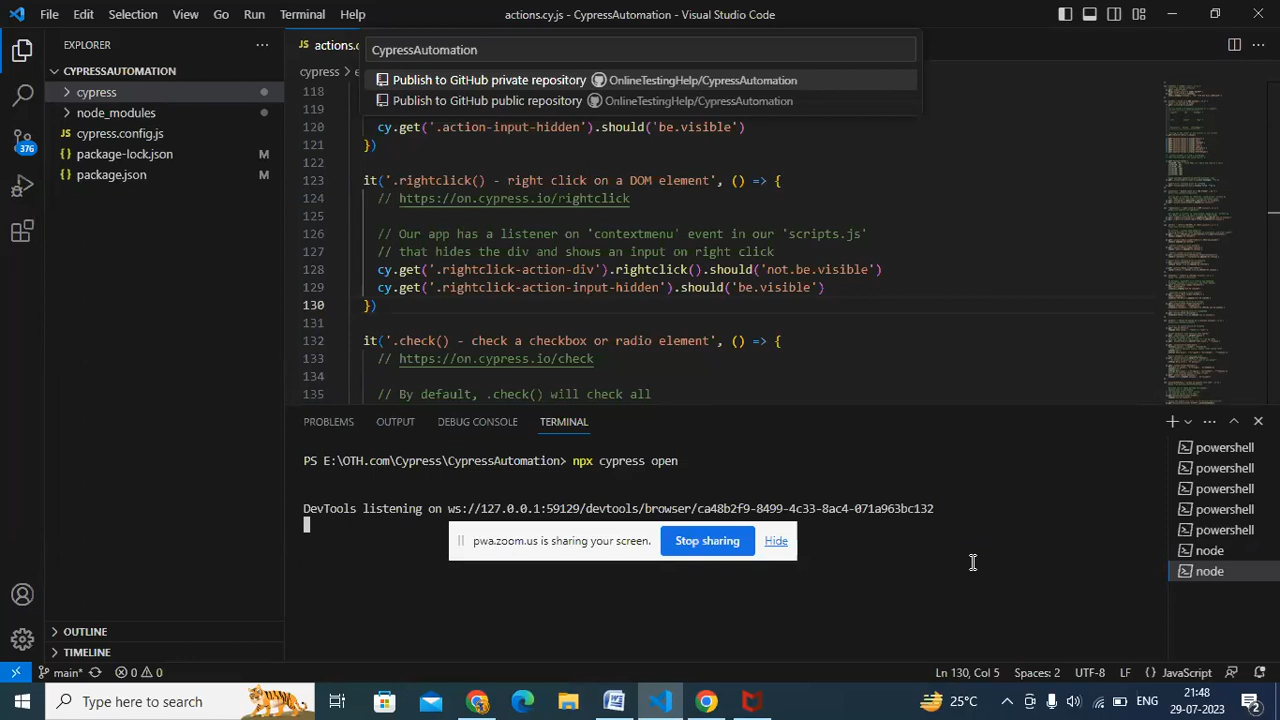 File Edit Selection View Go Run Terminal Help
actions.cy.js - CypressAutomation - Visual Studio Code
EXPLORER
CYPRESSAUTOMATION
cypress
node_modules
cypress.config.js
package-lock.json M
package.json M
376
OUTLINE
TIMELINE
JS actions.c
cypress > e
CypressAutomation
Publish to GitHub private repository OnlineTestingHelp/CypressAutomation
Publish to GitHub public repository OnlineTestingHelp/CypressAutomation
118
119
120 cy.get('.action-input-hidden').should('be.visible')
121 })
122
123 it('.rightclick() - right click on a DOM element', () => {
124 // https://on.cypress.io/rightclick
125
126 // Our app has a listener on 'contextmenu' event in our 'scripts.js'
127 // that hides the div and shows an input on right click
128 cy.get('.rightclick-action-div').rightclick().should('not.be.visible')
129 cy.get('.rightclick-action-input-hidden').should('be.visible')
130 })
131
132 it('.check() - check a checkbox or radio element', () => {
133 // https://on.cypress.io/check
134
135 // By default, .check() will check all
PROBLEMS OUTPUT DEBUG CONSOLE TERMINAL
PS E:\OTH.com\Cypress\CypressAutomation> npx cypress open
DevTools listening on ws://127.0.0.1:59129/devtools/browser/ca48b2f9-8499-4c33-8ac4-071a963bc132
pwa.zoom.us is sharing your screen. Stop sharing Hide
powershell
powershell
powershell
powershell
powershell
node
node
main* 0 0
Ln 130, Col 5 Spaces: 2 UTF-8 LF {} JavaScript
Type here to search
25°C
ENG
21:48
29-07-2023
2